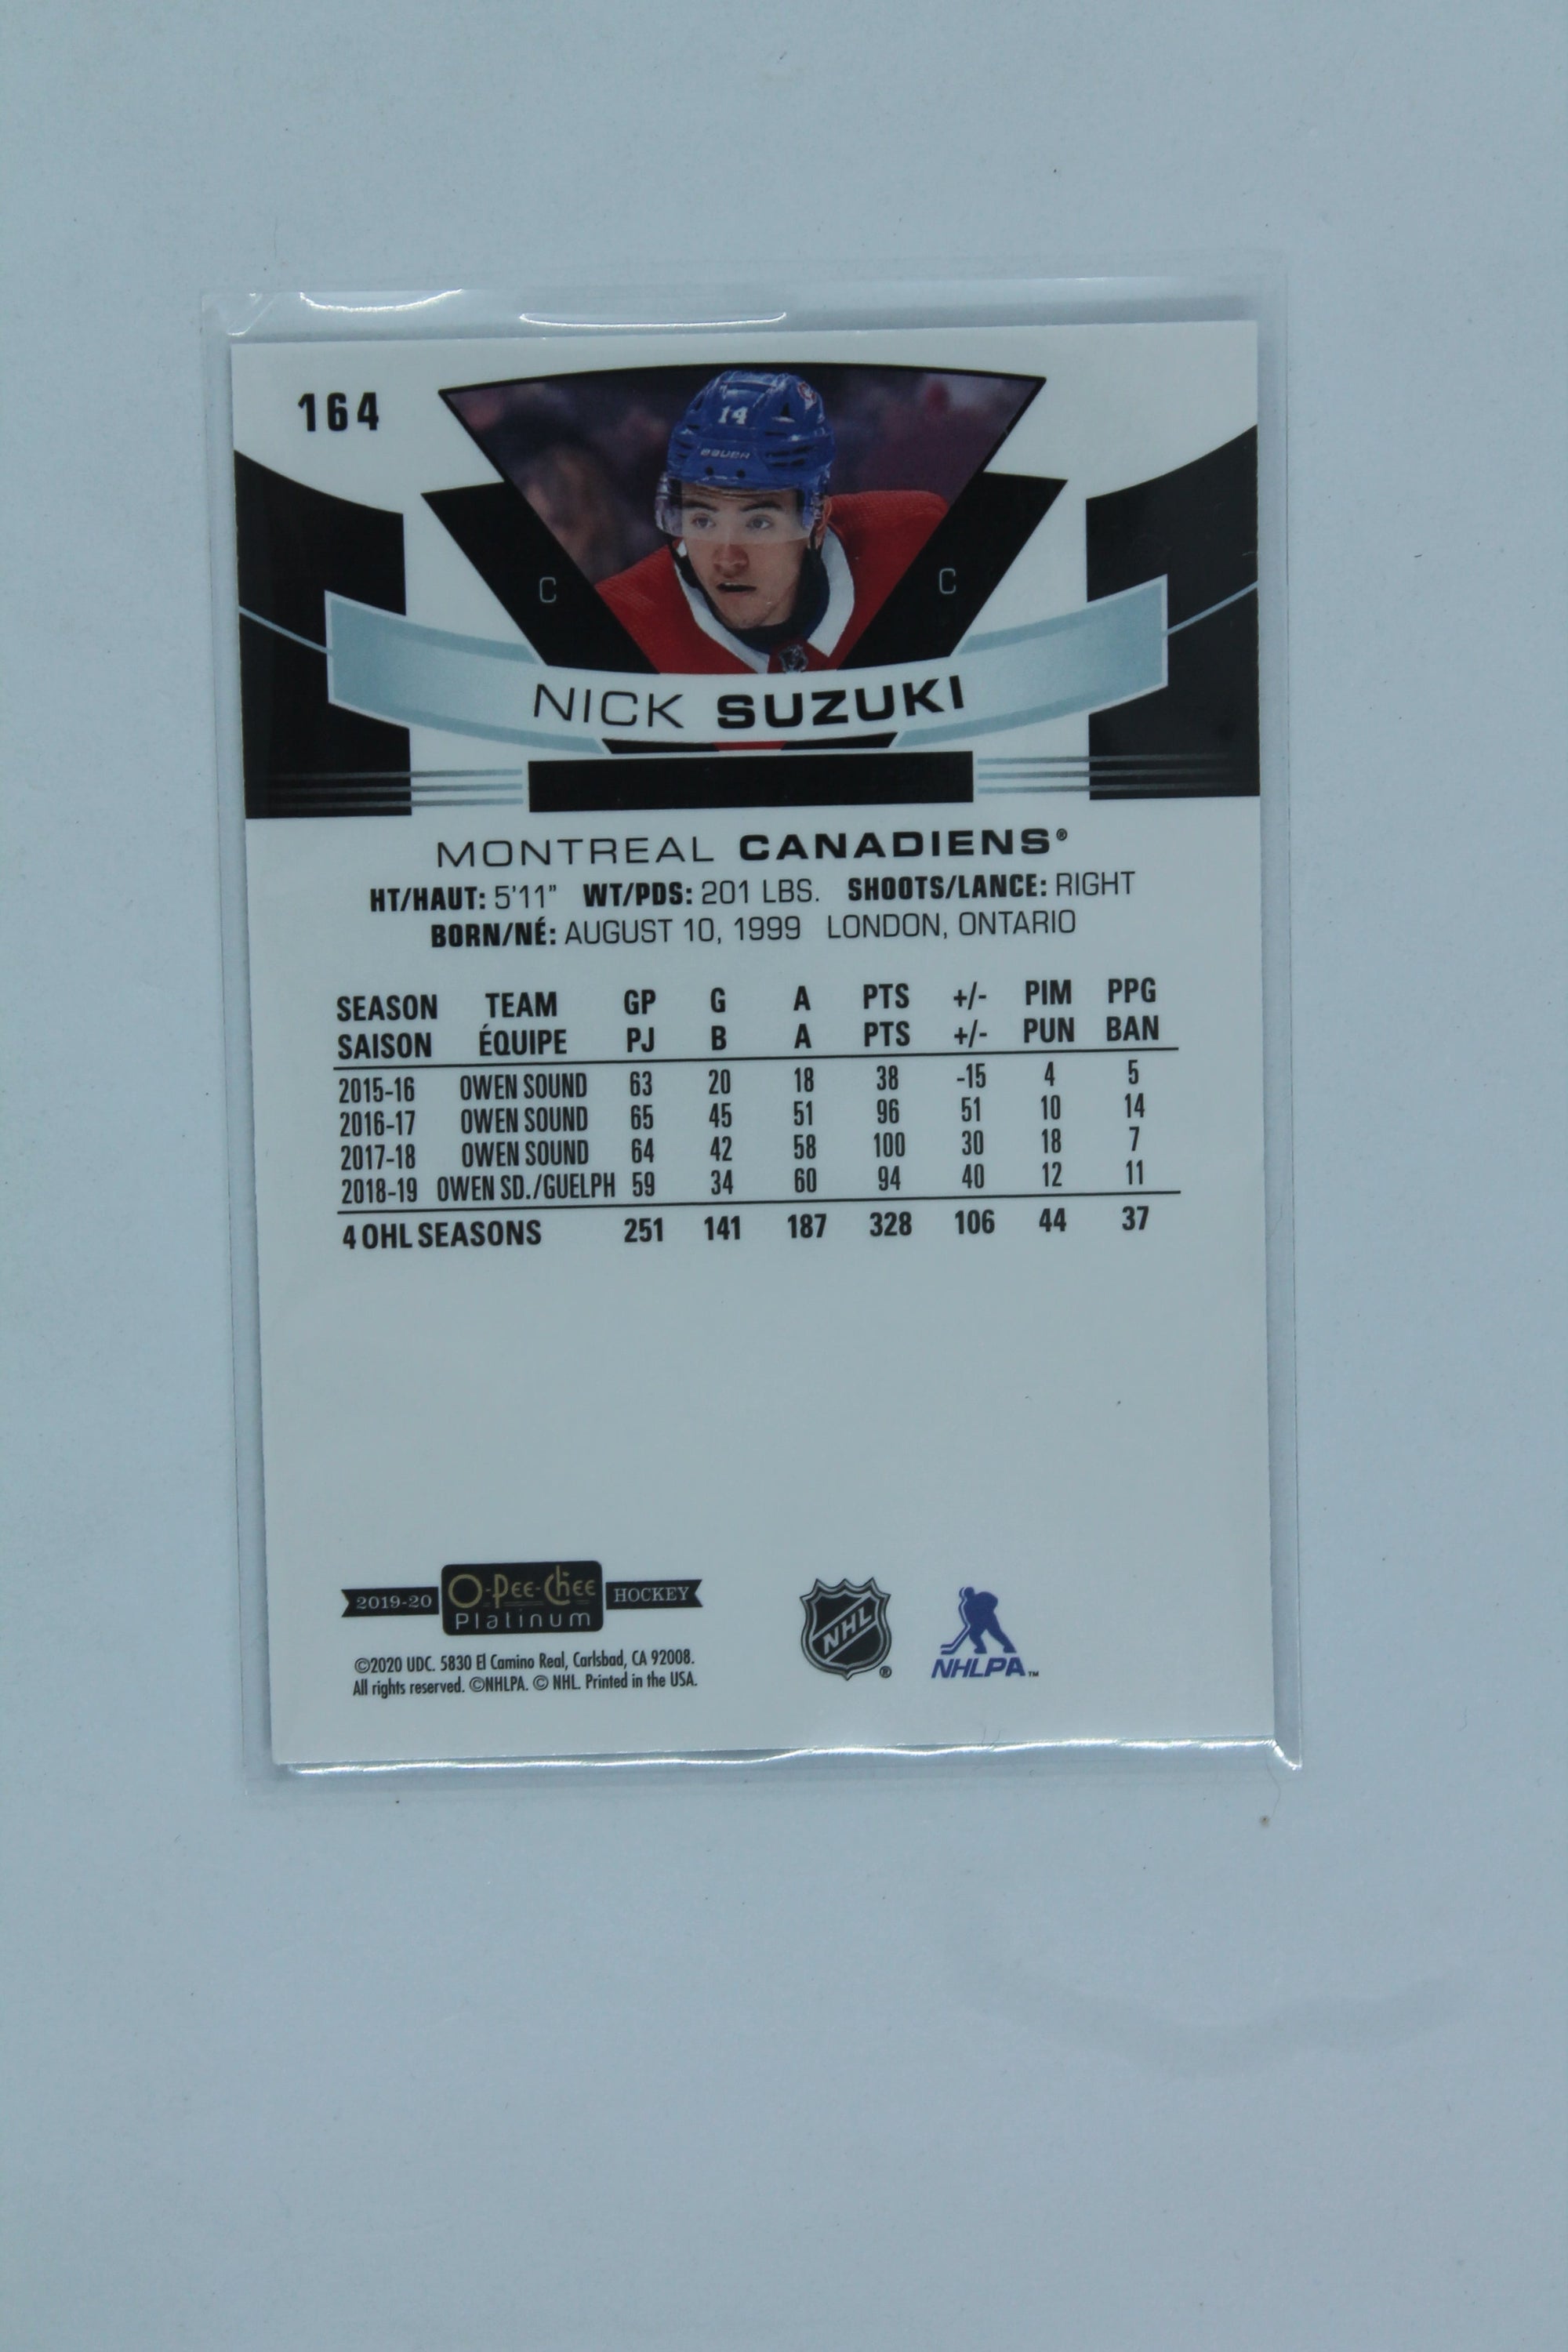 164
14
BAUER
C C
NICK SUZUKI
MONTREAL CANADIENS®
HT/HAUT: 5'11" WT/PDS: 201 LBS. SHOOTS/LANCE: RIGHT
BORN/NÉ: AUGUST 10, 1999 LONDON, ONTARIO
SEASON TEAM GP G A PTS +/- PIM PPG
SAISON ÉQUIPE PJ B A PTS +/- PUN BAN
2015-16 OWEN SOUND 63 20 18 38 -15 4 5
2016-17 OWEN SOUND 65 45 51 96 51 10 14
2017-18 OWEN SOUND 64 42 58 100 30 18 7
2018-19 OWEN SD./GUELPH 59 34 60 94 40 12 11
4 OHL SEASONS 251 141 187 328 106 44 37
2019-20 O-Pee-Chee Platinum HOCKEY
NHL®
NHLPA™
©2020 UDC. 5830 El Camino Real, Carlsbad, CA 92008.
All rights reserved. ©NHLPA. © NHL. Printed in the USA.